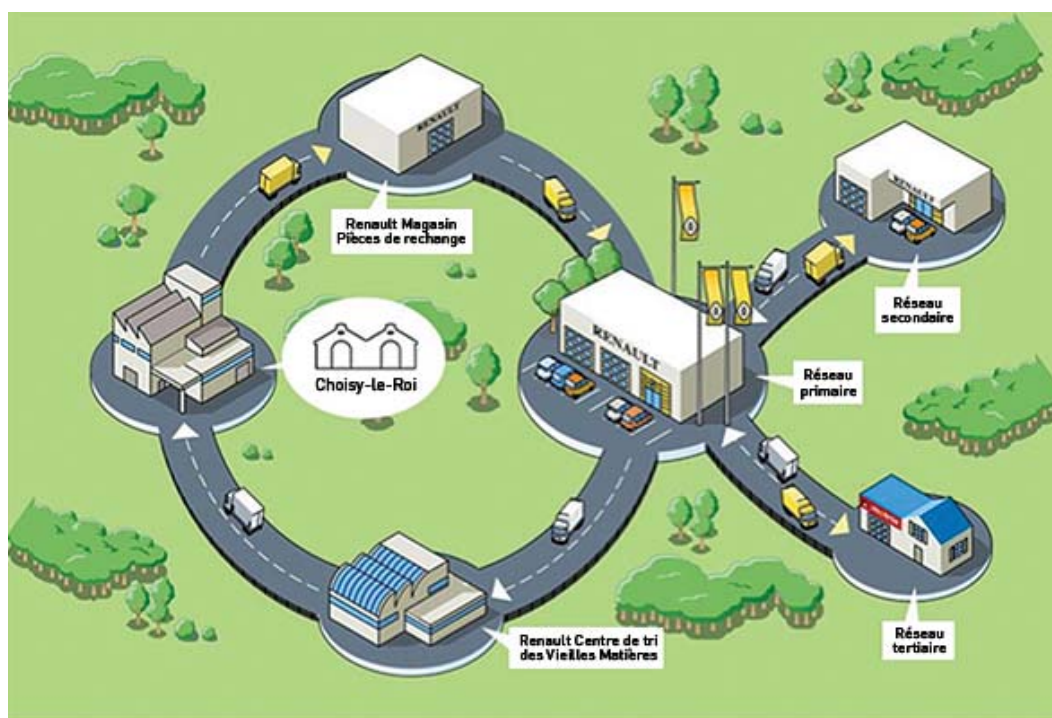 RENAULT
Renault Magasin
Pièces de rechange
RENAULT
Réseau
secondaire
Choisy-le-Roi
RENAULT
Réseau
primaire
Renault Centre de tri
des Vieilles Matières
Réseau
tertiaire